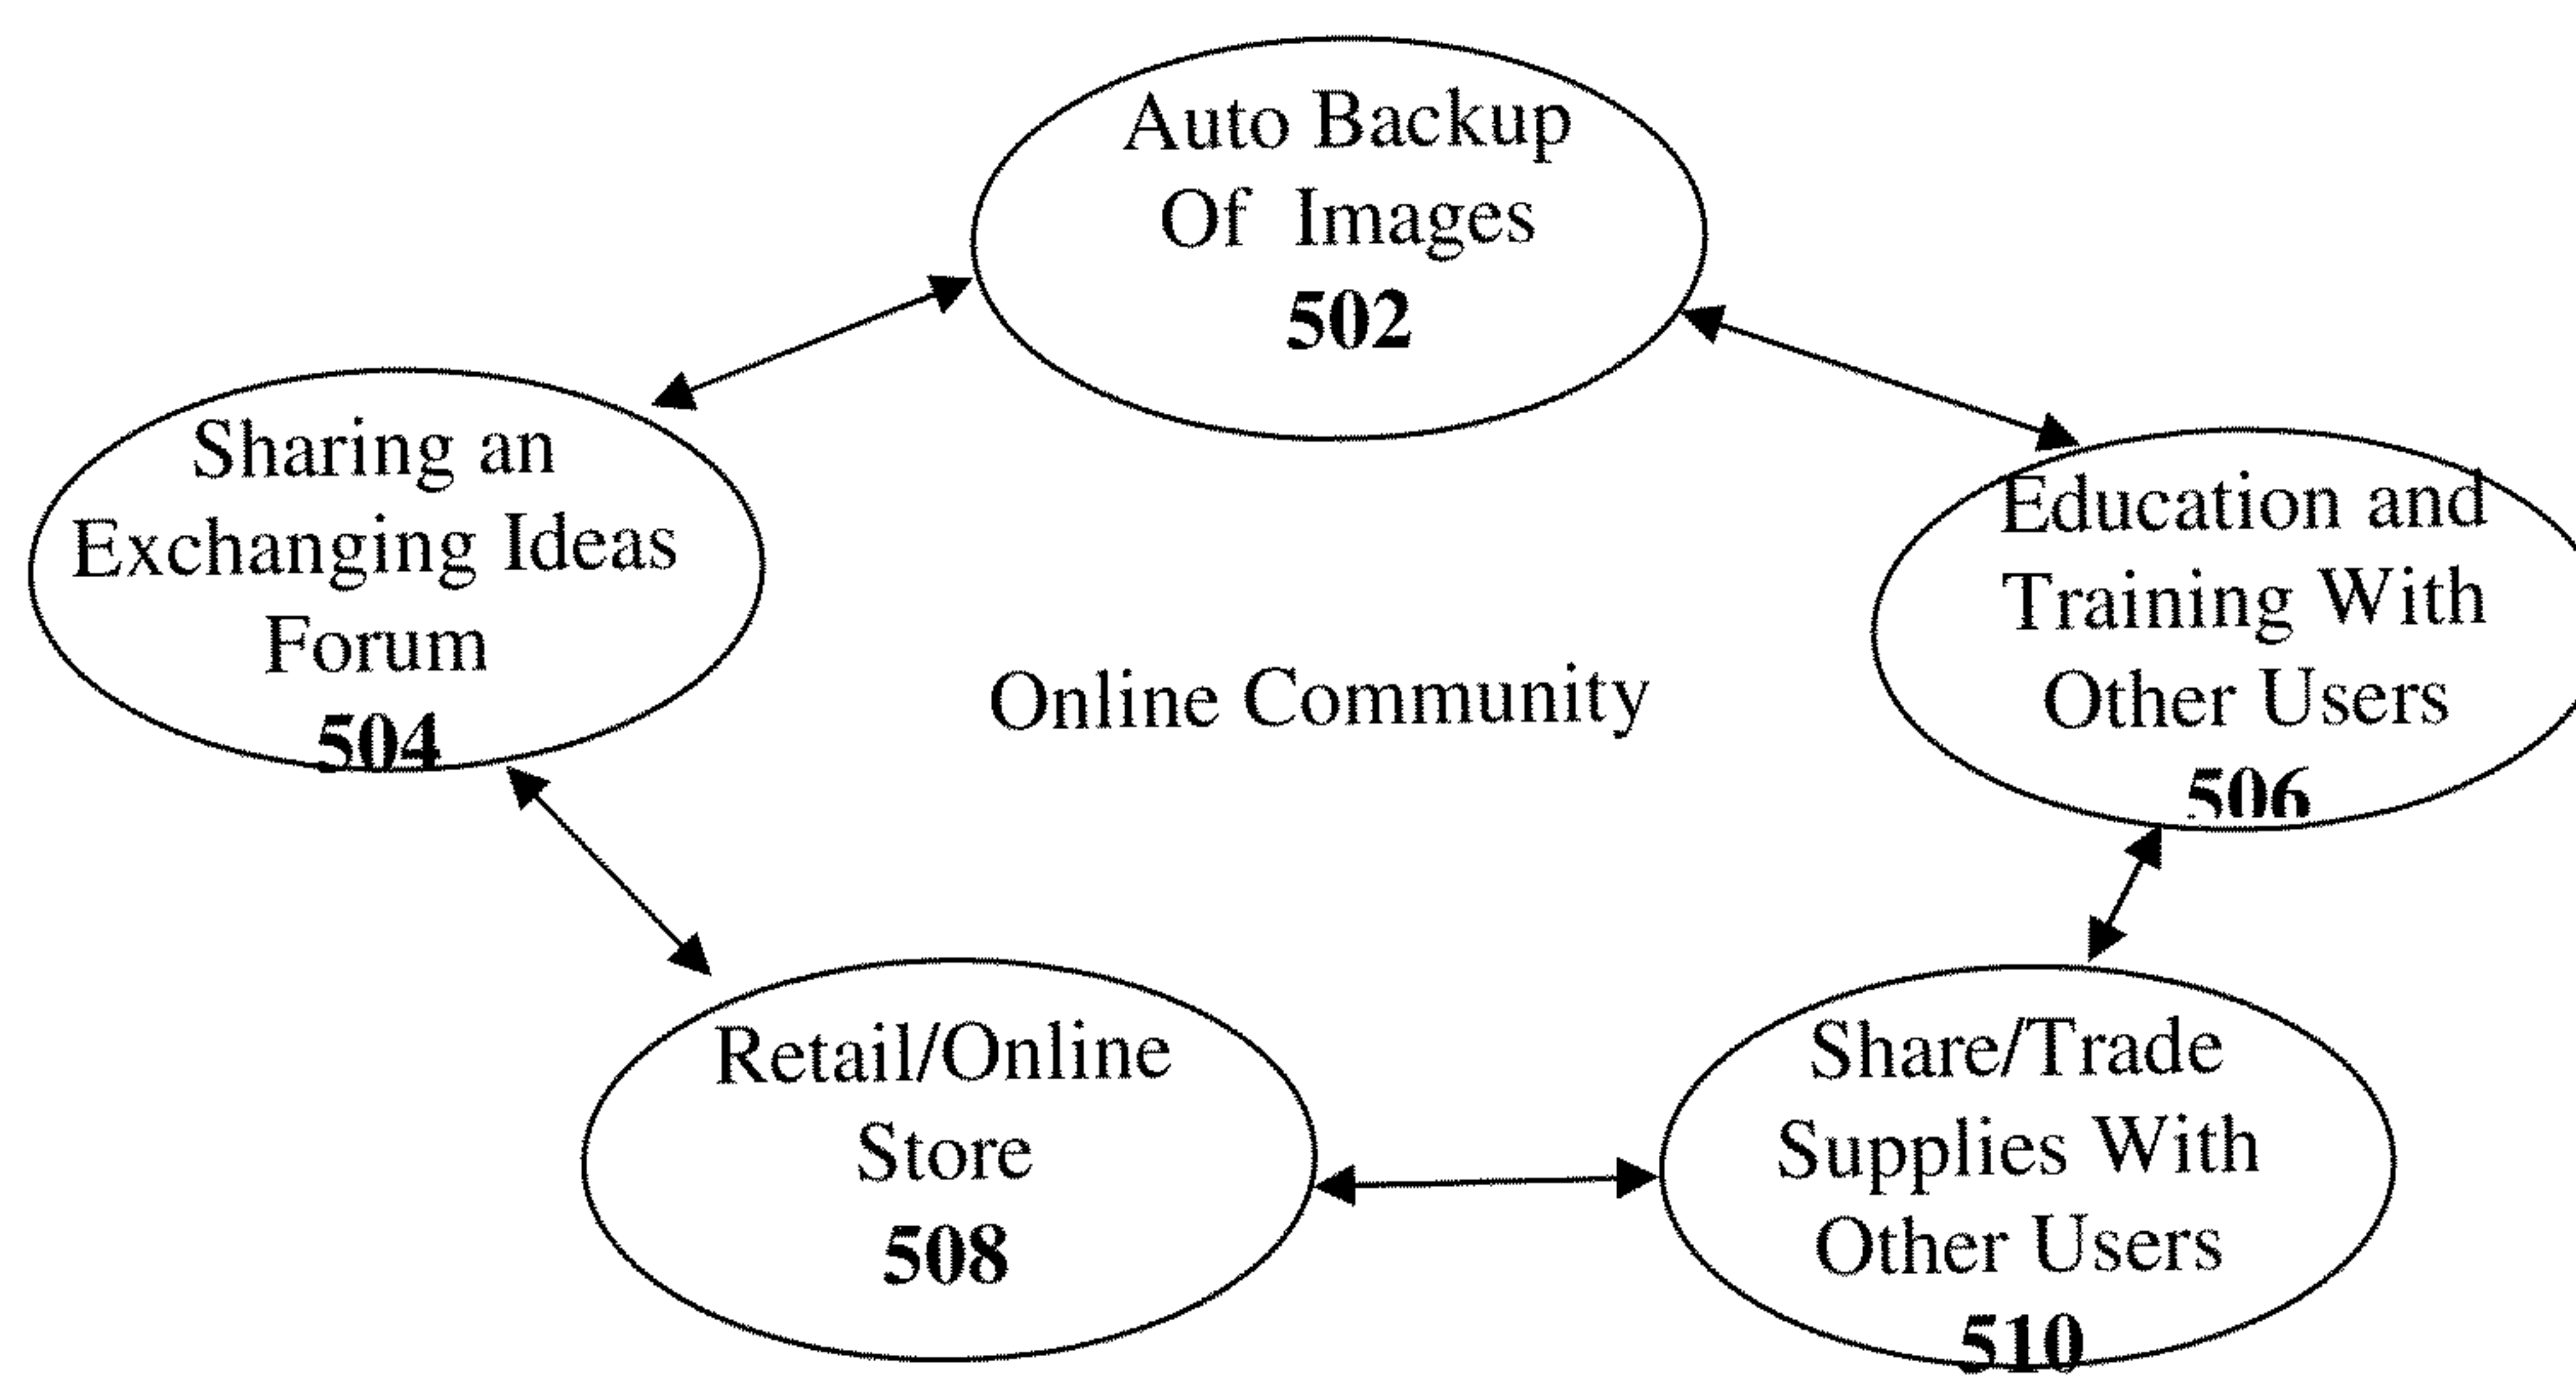 Auto Backup
Of Images
502
Sharing an
Exchanging Ideas
Forum
504
Education and
Training With
Other Users
506
Online Community
Retail/Online
Store
508
Share/Trade
Supplies With
Other Users
510